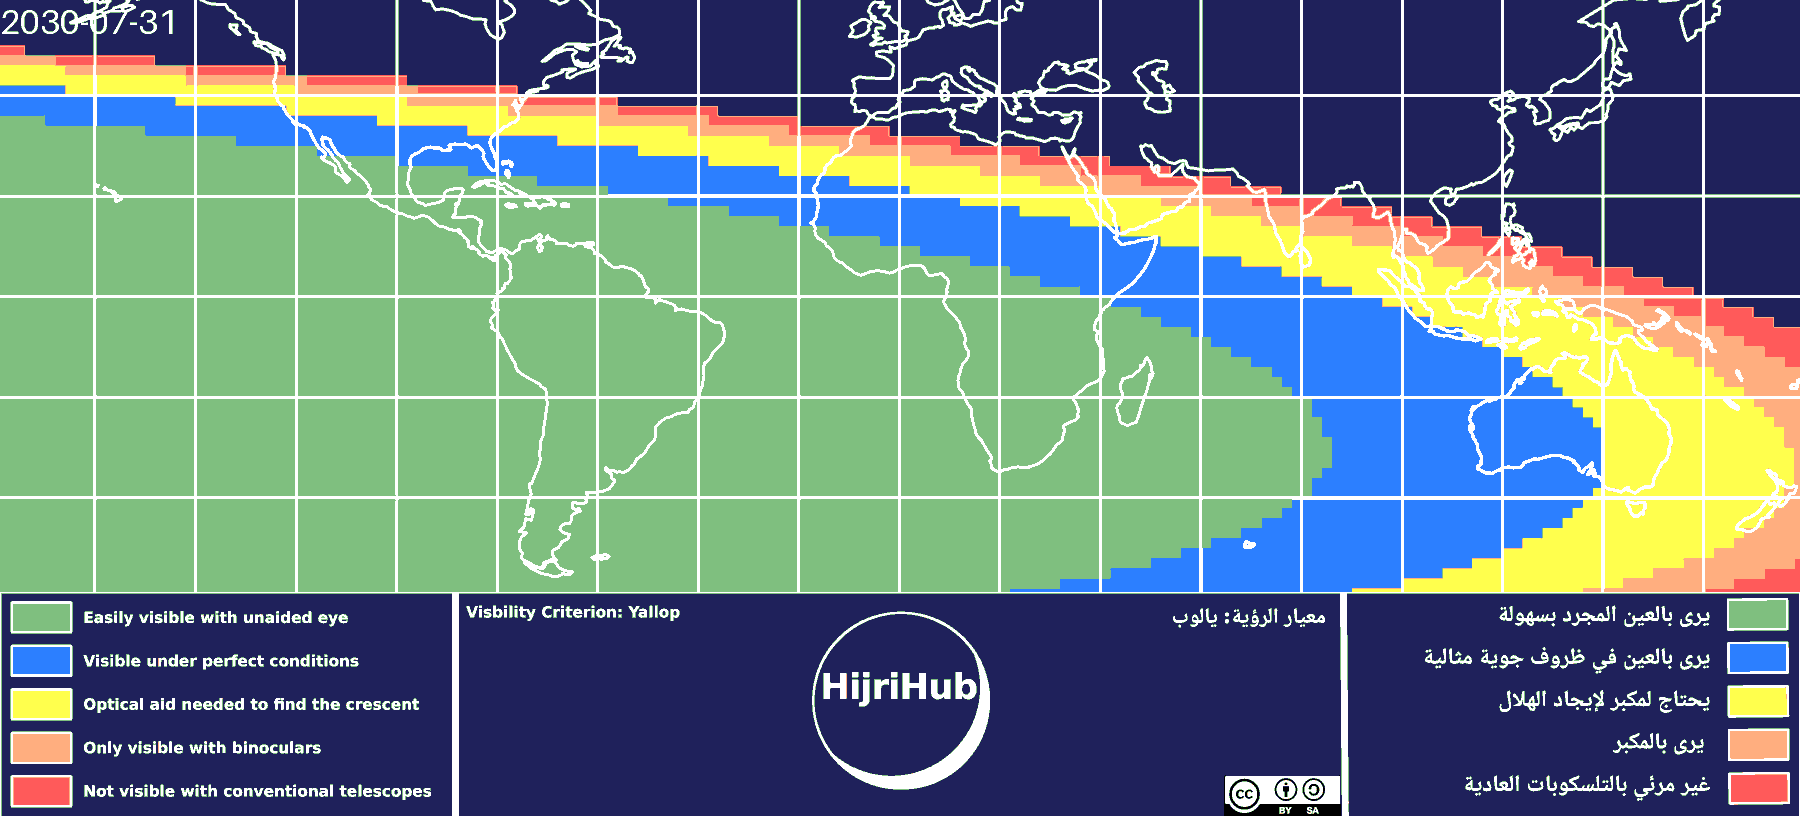 2030-07-31
Easily visible with unaided eye
Visible under perfect conditions
Optical aid needed to find the crescent
Only visible with binoculars
Not visible with conventional telescopes
Visbility Criterion: Yallop
معيار الرؤية: يالوب
HijriHub
cc
BY SA
يرى بالعين المجرد بسهولة
يرى بالعين في ظروف جوية مثالية
يحتاج لمكبر لإيجاد الهلال
يرى بالمكبر
غير مرئي بالتلسكوبات العادية